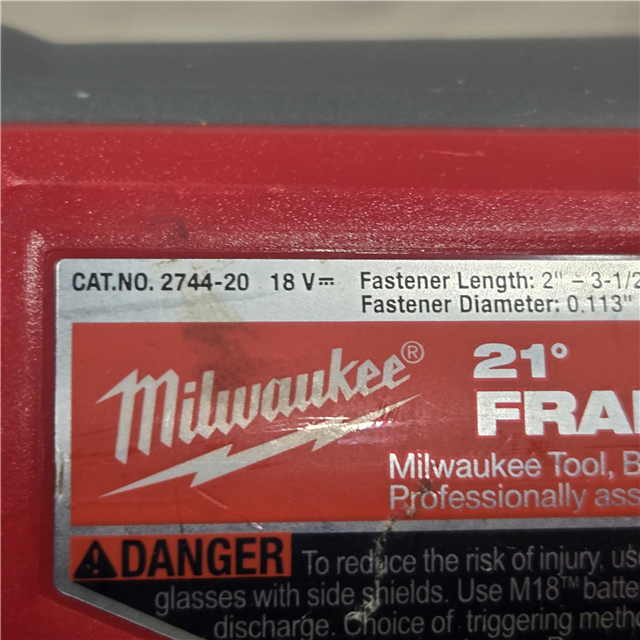 CAT.NO. 2744-20 18 V⎓ Fastener Length: 2" – 3-1/2
Fastener Diameter: 0.113"
Milwaukee®
21°
FRA
Milwaukee Tool, B
Professionally ass
⚠DANGER To reduce the risk of injury, us
glasses with side shields. Use M18™ batte
discharge. Choice of triggering meth